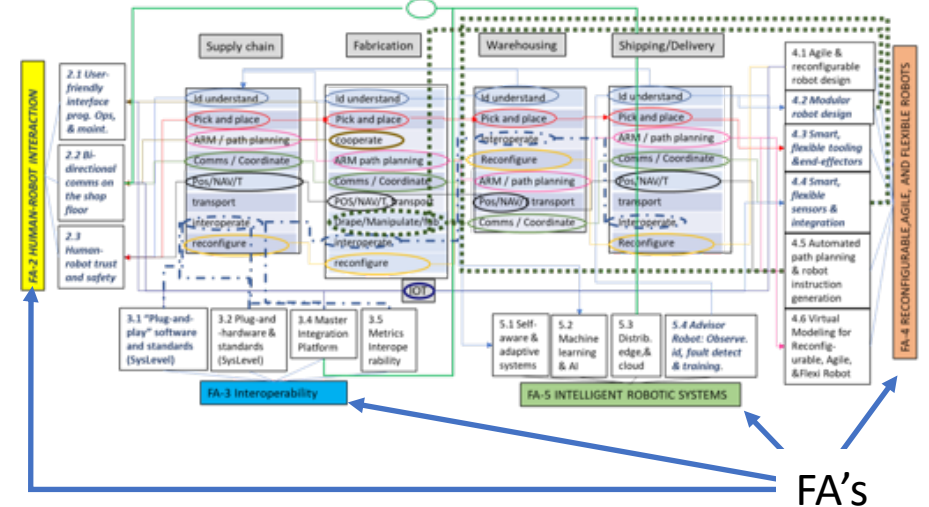 Supply chain
Fabrication
Warehousing
Shipping/Delivery
FA-2 HUMAN-ROBOT INTERACTION
2.1 User-
friendly
interface
prog. Ops,
& maint.
2.2 Bi-
directional
comms on
the shop
floor
2.3
Human-
robot trust
and safety
Id understand
Pick and place
ARM / path planning
Comms / Coordinate
Pos/NAV/T
transport
interoperate
reconfigure
Id understand
Pick and place
cooperate
ARM path planning
Comms / Coordinate
POS/NAV/T transport
Drape/Manipulate/
interoperate
reconfigure
IOT
Id understand
Pick and place
Interoperate
Reconfigure
ARM / path planning
Pos/NAV/T transport
Comms / Coordinate
Id understand
Pick and place
ARM / path planning
Comms / Coordinate
Pos/NAV/T
transport
Interoperate
Reconfigure
4.1 Agile &
reconfigurable
robot design
4.2 Modular
robot design
4.3 Smart,
flexible tooling
&end-effectors
4.4 Smart,
flexible
sensors &
integration
4.5 Automated
path planning
& robot
instruction
generation
4.6 Virtual
Modeling for
Reconfig-
urable, Agile,
&Flexi Robot
FA-4 RECONFIGURABLE,AGILE, AND FLEXIBLE ROBOTS
3.1 "Plug-and-
play" software
and standards
(SysLevel)
3.2 Plug-and
-hardware &
standards
(SysLevel)
3.4 Master
Integration
Platform
3.5
Metrics
Interope
rability
FA-3 Interoperability
5.1 Self-
aware &
adaptive
systems
5.2
Machine
learning
& AI
5.3
Distrib.
edge,&
cloud
5.4 Advisor
Robot: Observe.
id, fault detect
& training.
FA-5 INTELLIGENT ROBOTIC SYSTEMS
FA's